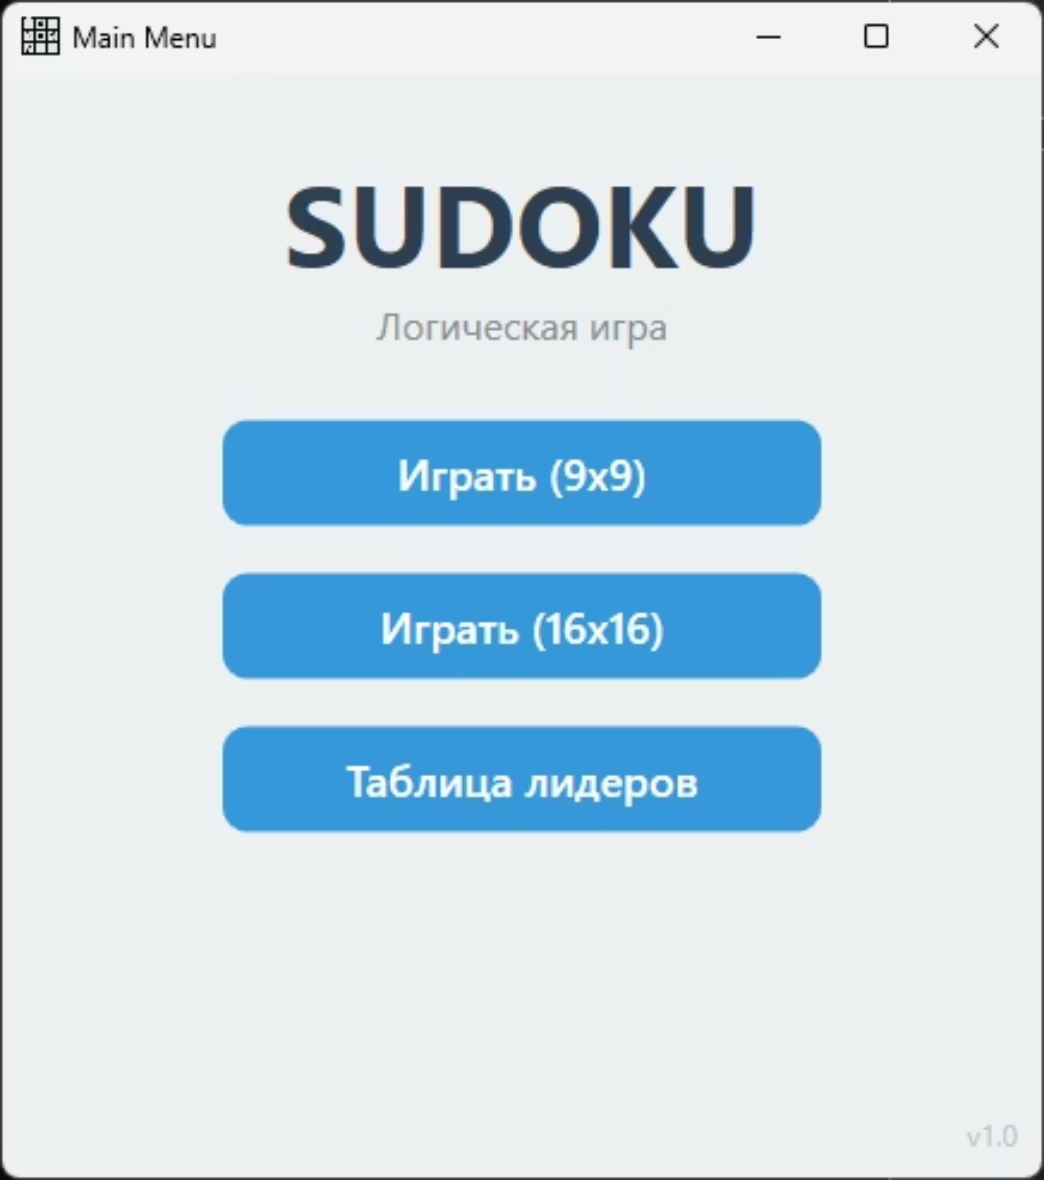 Main Menu
SUDOKU
Логическая игра
Играть (9x9)
Играть (16x16)
Таблица лидеров
v1.0